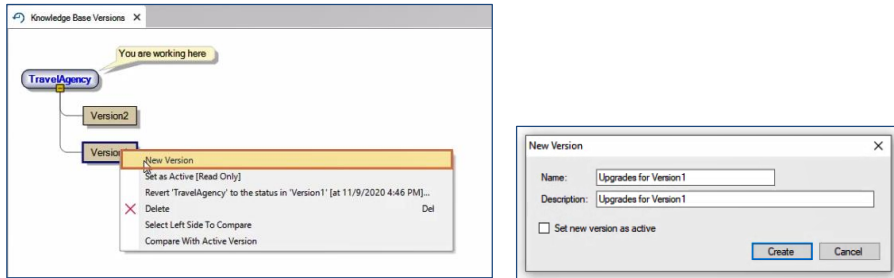 Knowledge Base Versions X
You are working here
TravelAgency
Version2
Version
New Version
Set as Active [Read Only]
Revert 'TravelAgency' to the status in 'Version1' [at 11/9/2020 4:46 PM]...
Delete Del
Select Left Side To Compare
Compare With Active Version
New Version
Name: Upgrades for Version1
Description: Upgrades for Version1
Set new version as active
Create Cancel